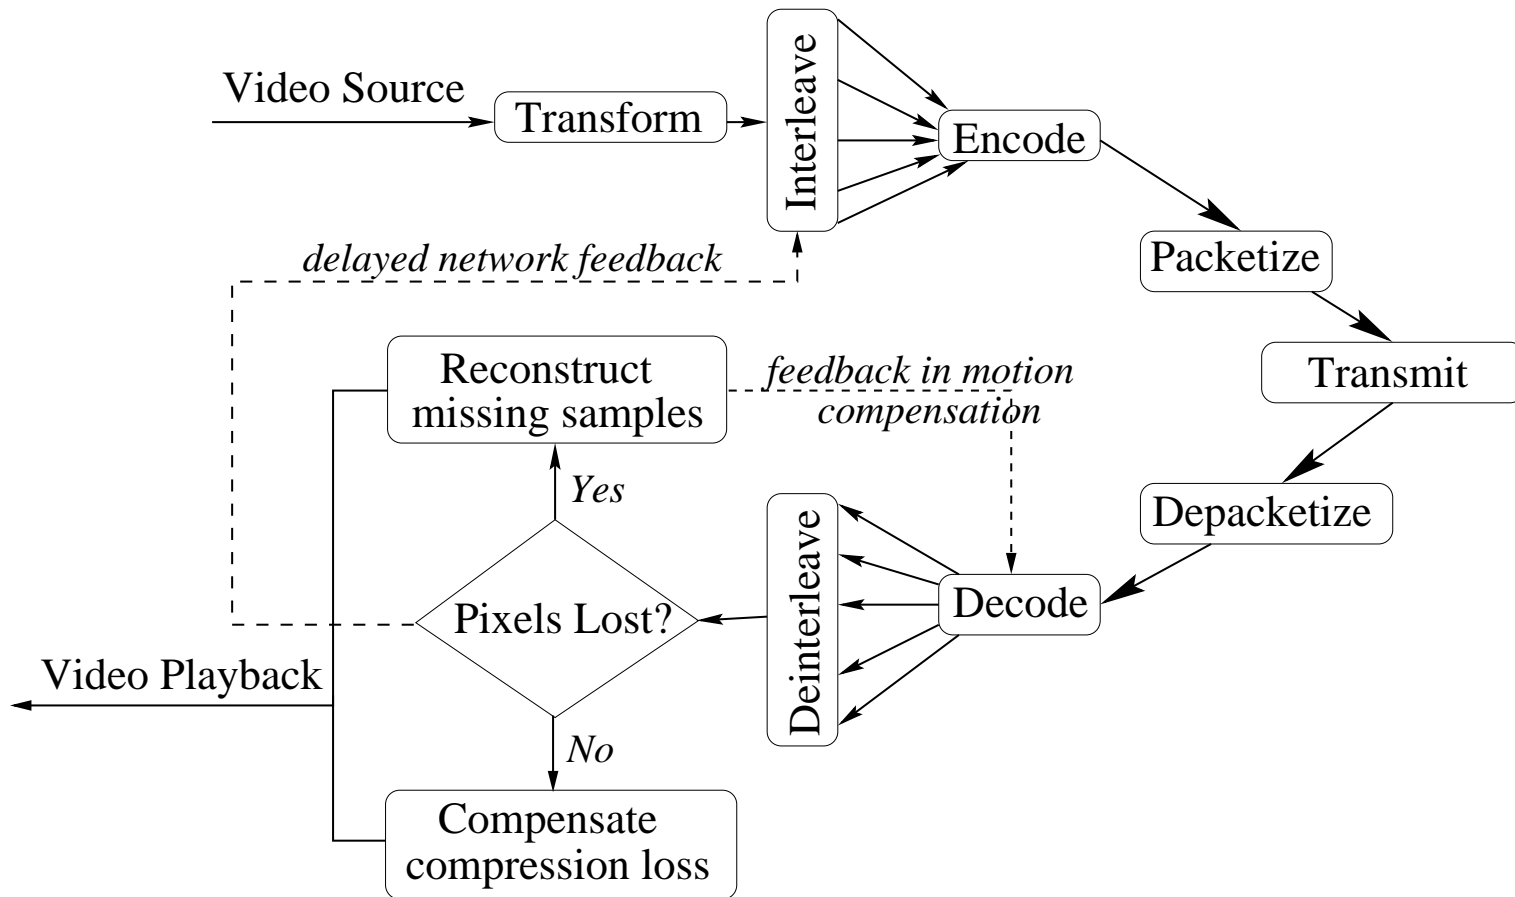 Video Source
Transform
Interleave
Encode
Packetize
Transmit
Depacketize
Decode
Deinterleave
delayed network feedback
Reconstruct
missing samples
feedback in motion
compensation
Yes
Pixels Lost?
No
Video Playback
Compensate
compression loss